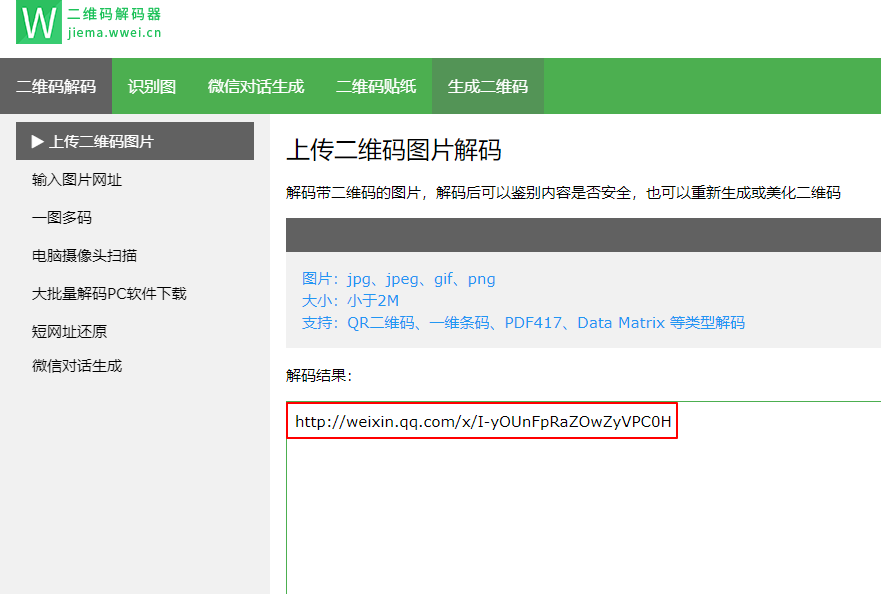 W 二维码解码器
jiema.wwei.cn
二维码解码 识别图 微信对话生成 二维码贴纸 生成二维码
▶ 上传二维码图片
输入图片网址
一图多码
电脑摄像头扫描
大批量解码PC软件下载
短网址还原
微信对话生成
上传二维码图片解码
解码带二维码的图片，解码后可以鉴别内容是否安全，也可以重新生成或美化二维码
图片：jpg、jpeg、gif、png
大小：小于2M
支持：QR二维码、一维条码、PDF417、Data Matrix 等类型解码
解码结果：
http://weixin.qq.com/x/I-yOUnFpRaZOwZyVPC0H